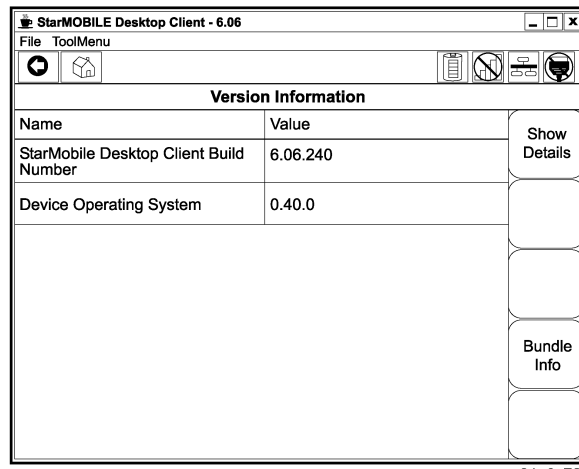 StarMOBILE Desktop Client - 6.06
File ToolMenu
Version Information
Name Value
Show Details
StarMobile Desktop Client Build Number 6.06.240
Device Operating System 0.40.0
Bundle Info